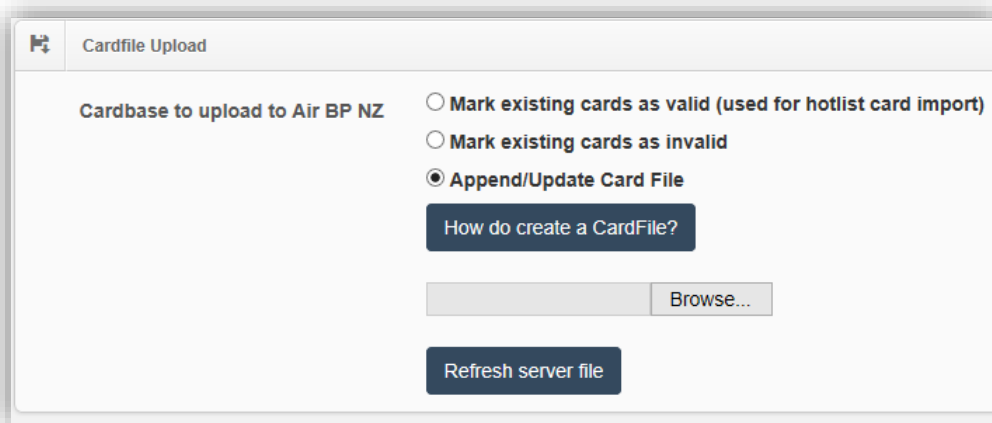 Cardfile Upload
Cardbase to upload to Air BP NZ
Mark existing cards as valid (used for hotlist card import)
Mark existing cards as invalid
Append/Update Card File
How do create a CardFile?
Browse...
Refresh server file